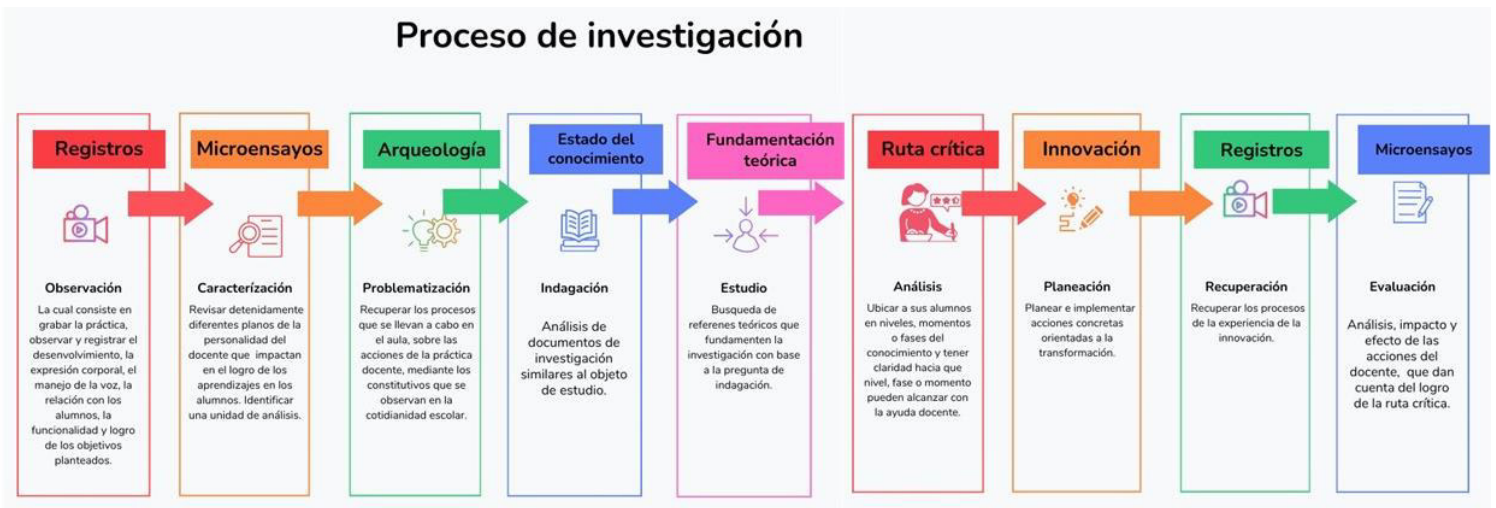 Proceso de investigación
Registros
Observación
La cual consiste en
grabar la práctica,
observar y registrar el
desenvolvimiento, la
expresión corporal, el
manejo de la voz, la
relación con los
alumnos, la
funcionalidad y logro
de los objetivos
planteados.
Microensayos
Caracterízación
Revisar detenidamente
diferentes planos de la
personalidad del
docente que impactan
en el logro de los
aprendizajes en los
alumnos. Identificar
una unidad de análisis.
Arqueología
Problematización
Recuperar los procesos
que se llevan a cabo en
el aula, sobre las
acciones de la práctica
docente, mediante los
constitutivos que se
observan en la
cotidianidad escolar.
Estado del
conocimiento
Indagación
Análisis de
documentos de
investigación
similares al objeto
de estudio.
Fundamentación
teórica
Estudio
Busqueda de
referenes teóricos que
fundamenten la
investigación con base
a la pregunta de
indagación.
Ruta crítica
Análisis
Ubicar a sus alumnos
en niveles, momentos
o fases del
conocimiento y tener
claridad hacia que
nivel, fase o momento
pueden alcanzar con
la ayuda docente.
Innovación
Planeación
Planear e implementar
acciones concretas
orientadas a la
transformación.
Registros
Recuperación
Recuperar los procesos
de la experiencia de la
innovación.
Microensayos
Evaluación
Análisis, impacto y
efecto de las
acciones del
docente, que dan
cuenta del logro
de la ruta crítica.